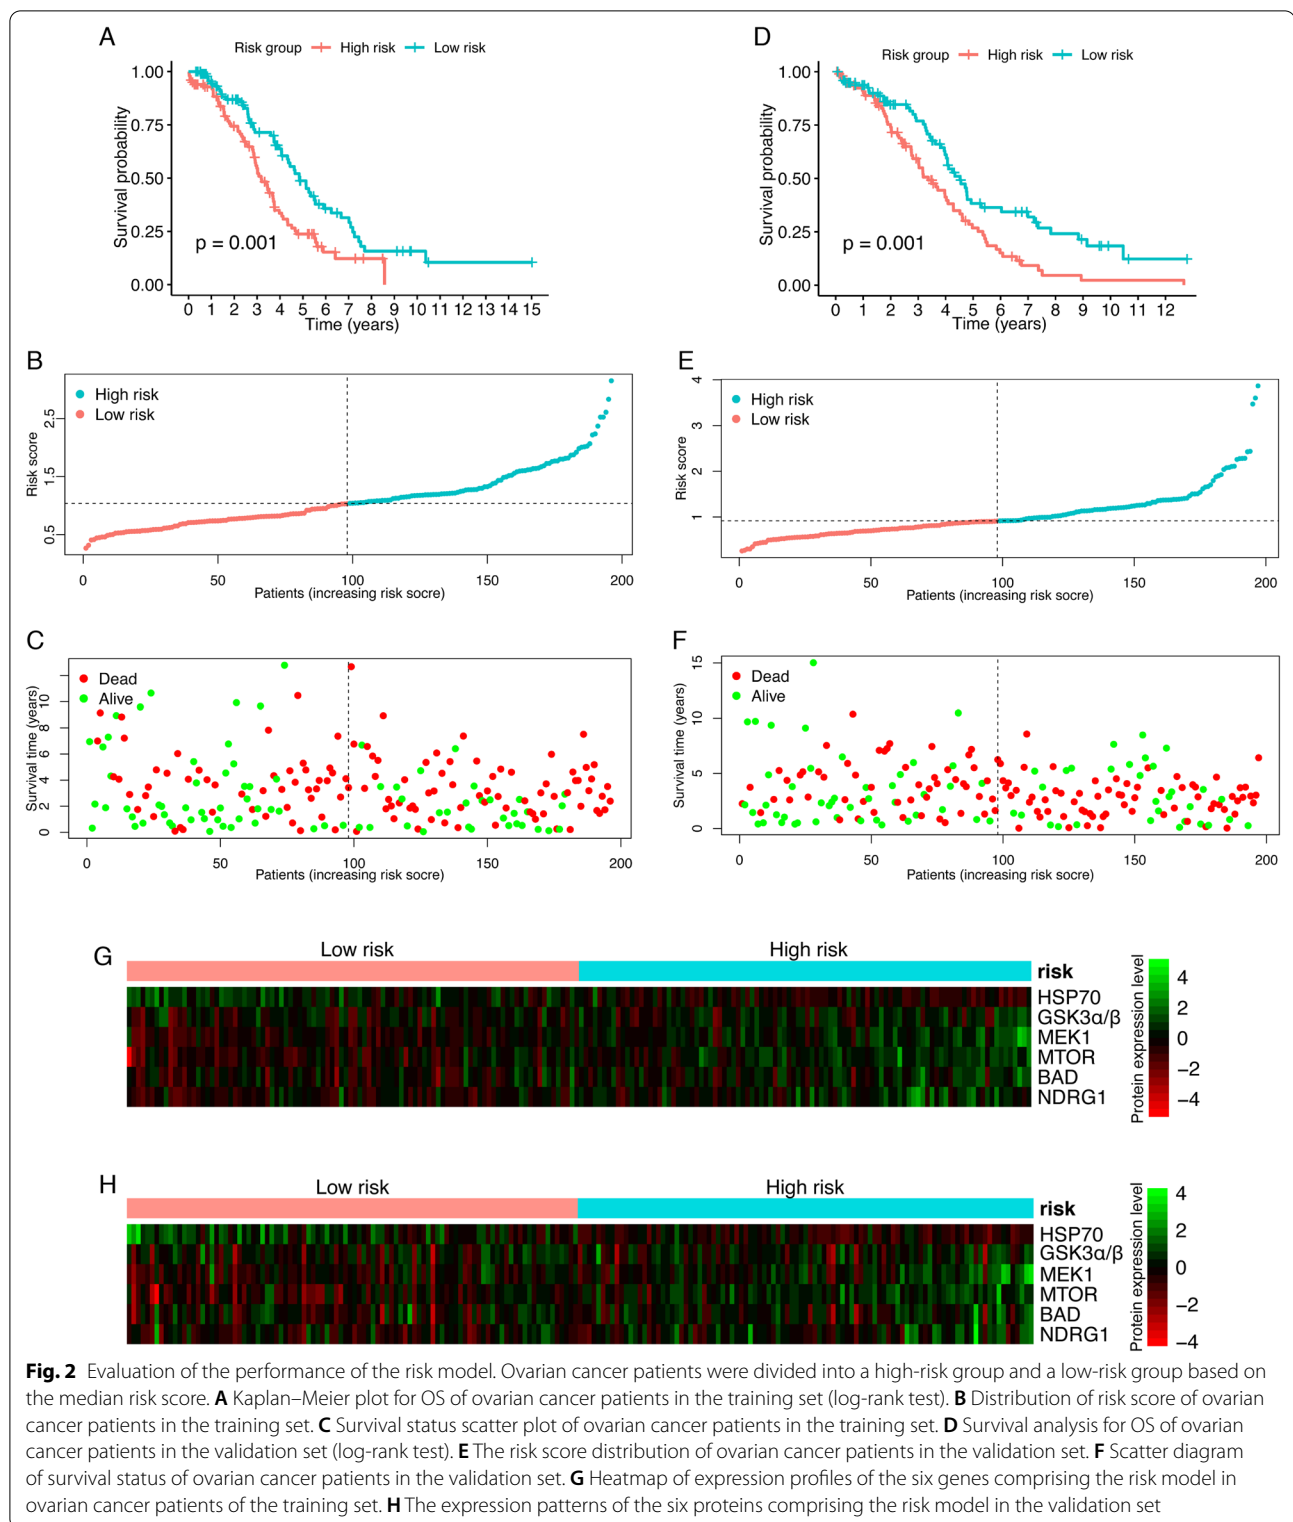 A
Risk group High risk Low risk
Survival probability
1.00
0.75
0.50
0.25
0.00
p = 0.001
0 1 2 3 4 5 6 7 8 9 10 11 12 13 14 15
Time (years)
D
Risk group High risk Low risk
Survival probability
1.00
0.75
0.50
0.25
0.00
p = 0.001
0 1 2 3 4 5 6 7 8 9 10 11 12
Time (years)
B
High risk
Low risk
Risk score
2.5
1.5
0.5
0 50 100 150 200
Patients (increasing risk socre)
E
High risk
Low risk
Risk score
4
3
2
1
0 50 100 150 200
Patients (increasing risk socre)
C
Dead
Alive
Survival time (years)
10
8
6
4
2
0
0 50 100 150 200
Patients (increasing risk socre)
F
Dead
Alive
Survival time (years)
15
10
5
0
0 50 100 150 200
Patients (increasing risk socre)
G
Low risk High risk
risk
HSP70
GSK3α/β
MEK1
MTOR
BAD
NDRG1
Protein expression level
4
2
0
−2
−4
H
Low risk High risk
risk
HSP70
GSK3α/β
MEK1
MTOR
BAD
NDRG1
Protein expression level
4
2
0
−2
−4
Fig. 2 Evaluation of the performance of the risk model. Ovarian cancer patients were divided into a high-risk group and a low-risk group based on
the median risk score. A Kaplan–Meier plot for OS of ovarian cancer patients in the training set (log-rank test). B Distribution of risk score of ovarian
cancer patients in the training set. C Survival status scatter plot of ovarian cancer patients in the training set. D Survival analysis for OS of ovarian
cancer patients in the validation set (log-rank test). E The risk score distribution of ovarian cancer patients in the validation set. F Scatter diagram
of survival status of ovarian cancer patients in the validation set. G Heatmap of expression profiles of the six genes comprising the risk model in
ovarian cancer patients of the training set. H The expression patterns of the six proteins comprising the risk model in the validation set